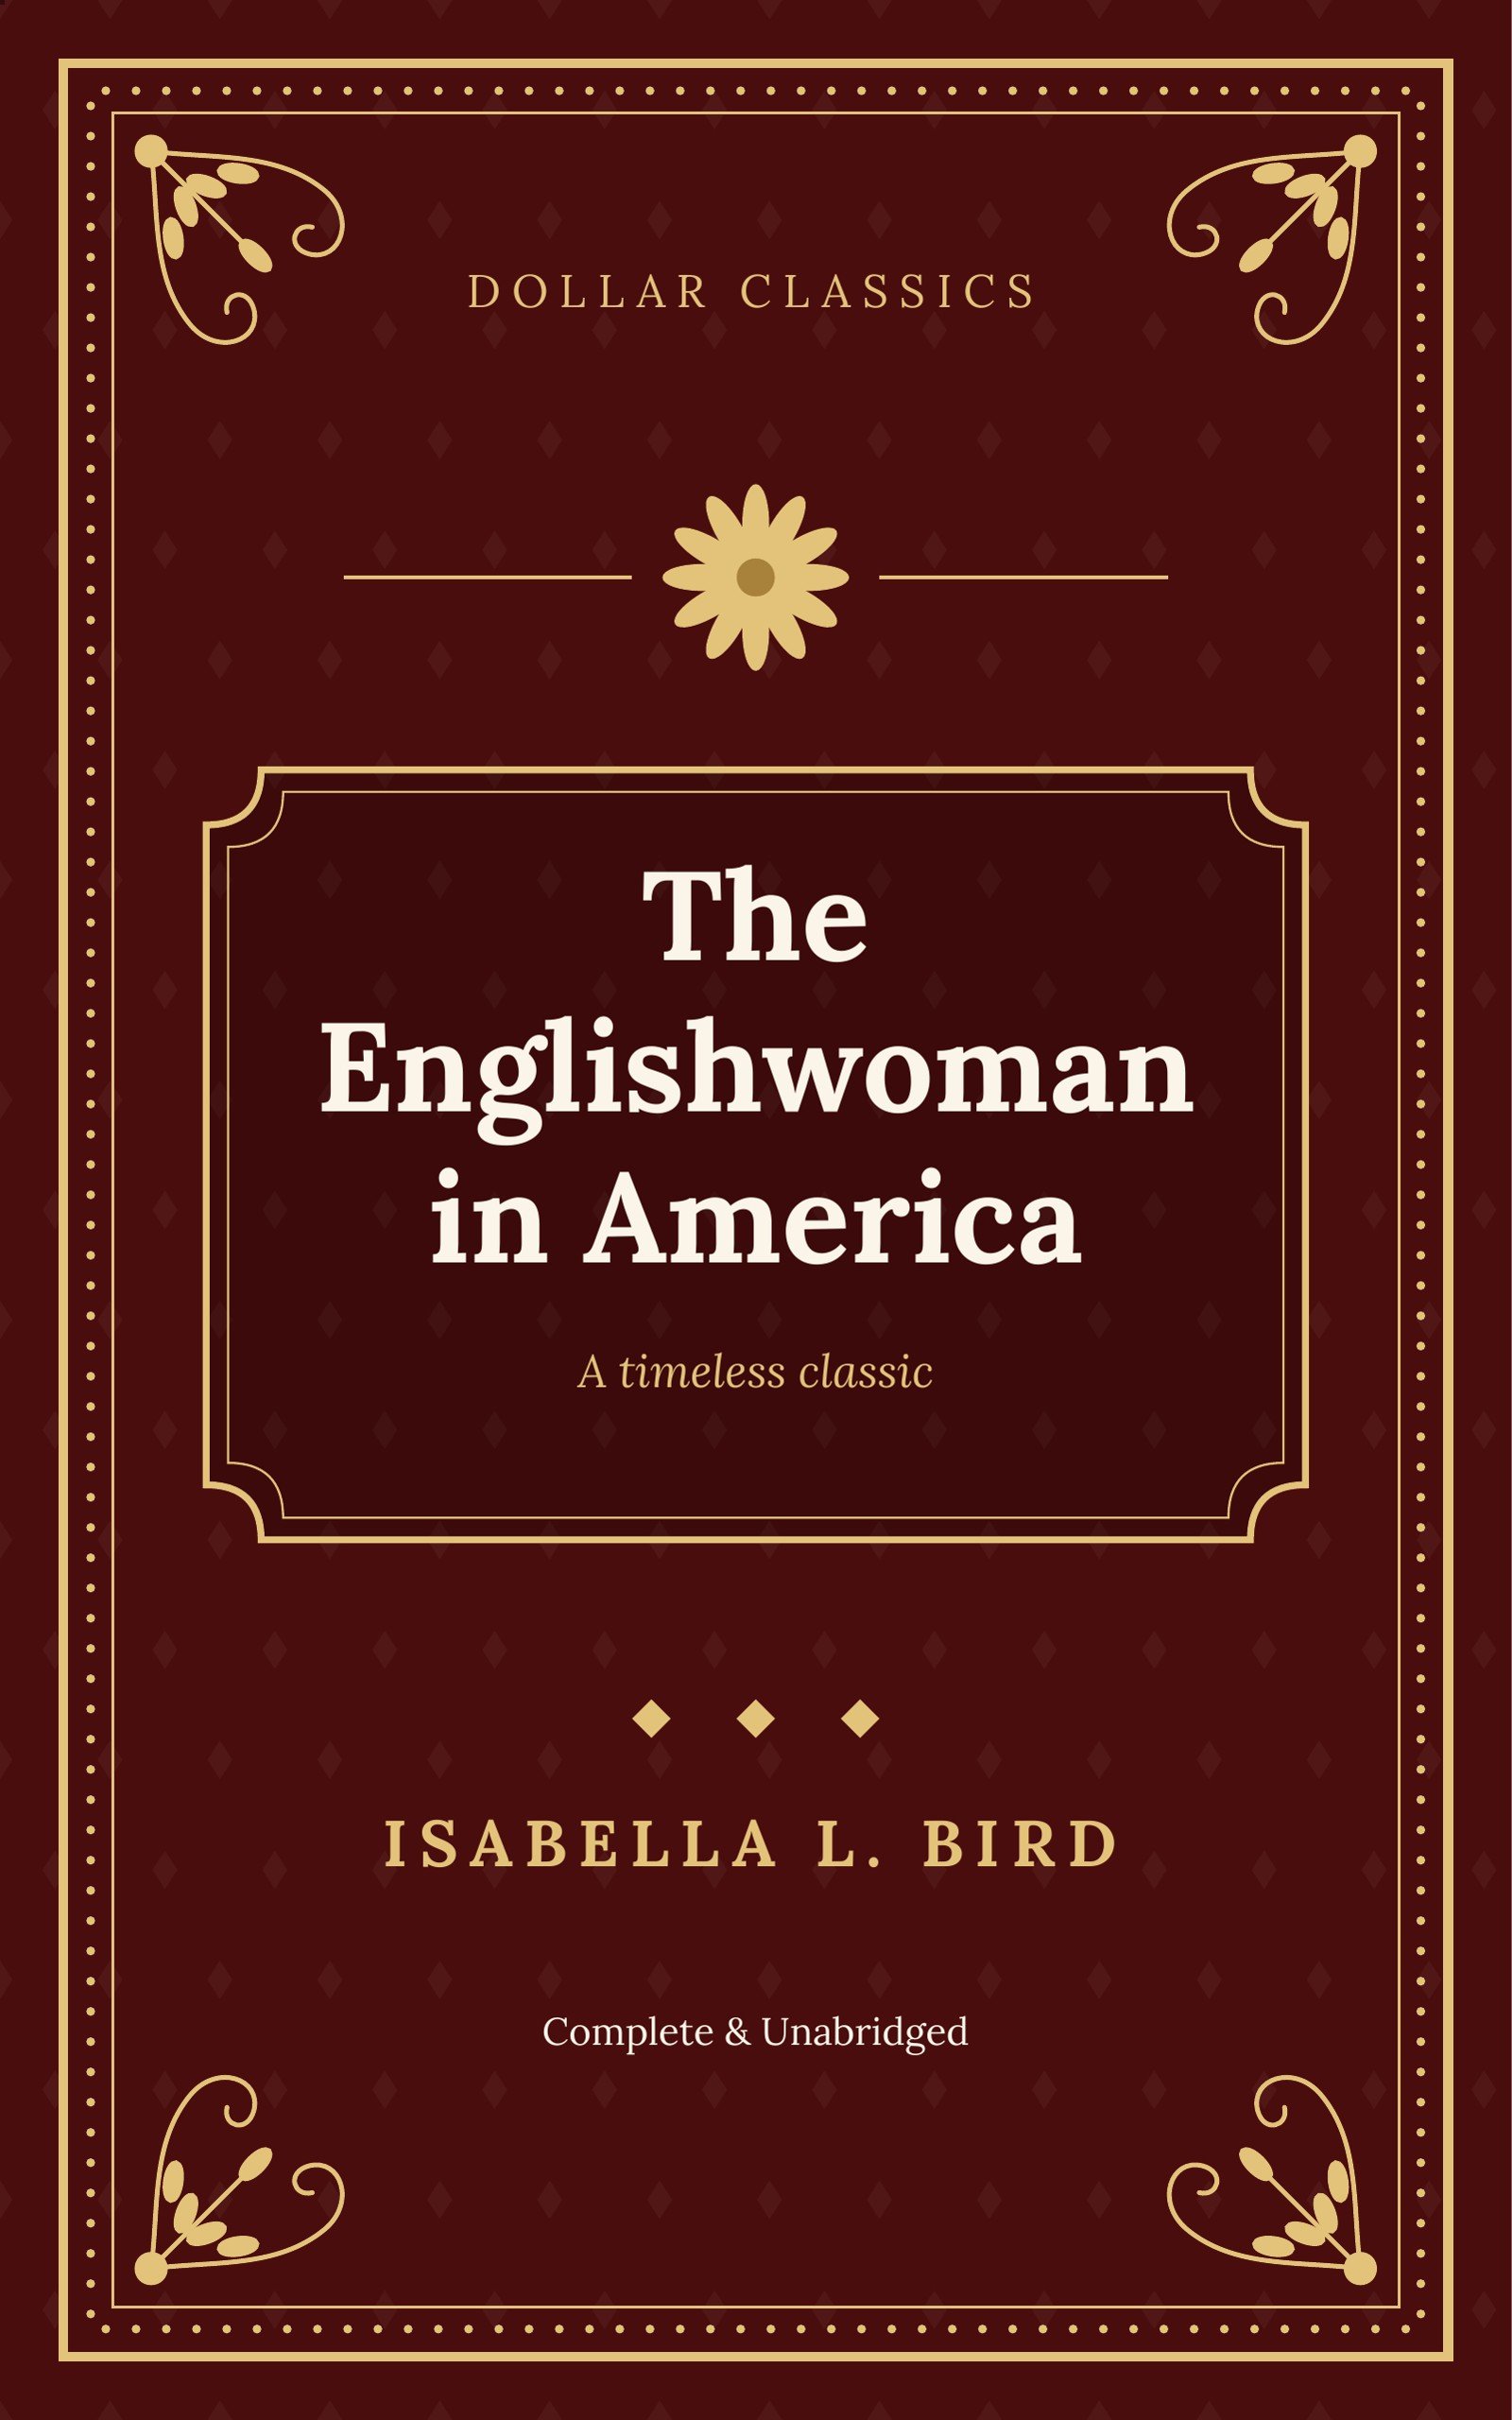 DOLLAR CLASSICS
The
Englishwoman
in America
A timeless classic
ISABELLA L. BIRD
Complete & Unabridged